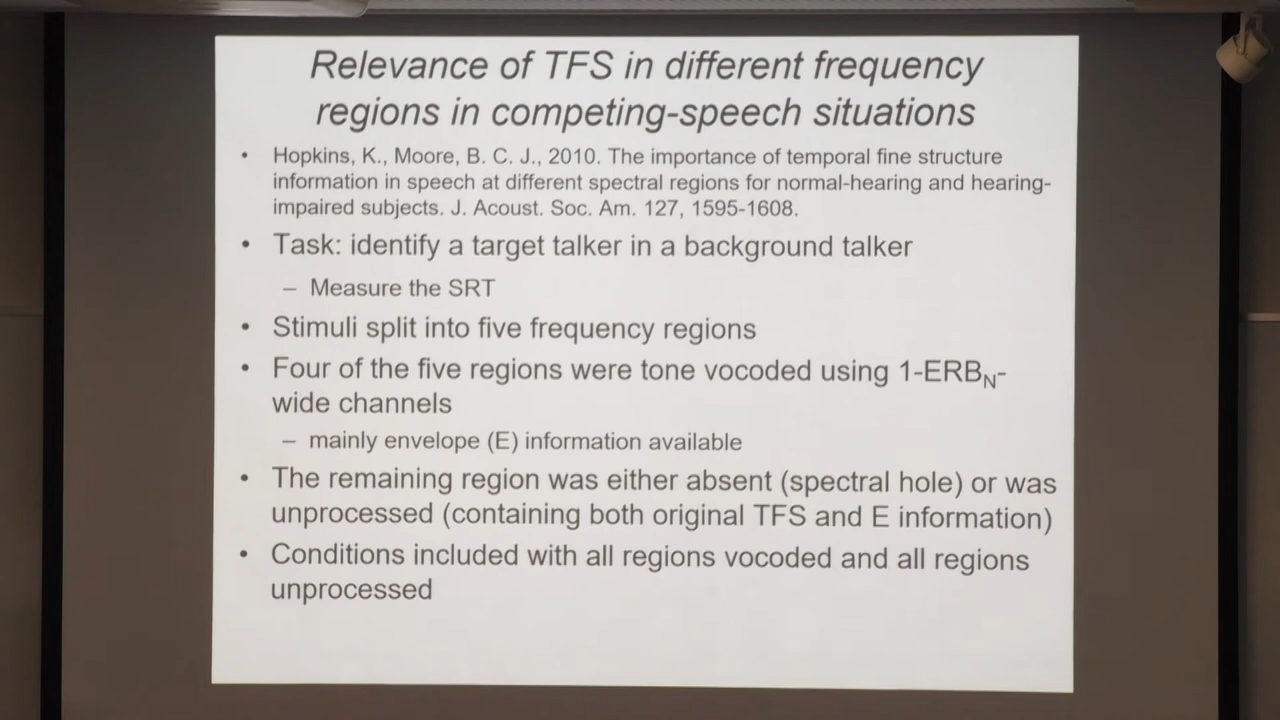 Relevance of TFS in different frequency
regions in competing-speech situations
• Hopkins, K., Moore, B. C. J., 2010. The importance of temporal fine structure
information in speech at different spectral regions for normal-hearing and hearing-
impaired subjects. J. Acoust. Soc. Am. 127, 1595-1608.
• Task: identify a target talker in a background talker
– Measure the SRT
• Stimuli split into five frequency regions
• Four of the five regions were tone vocoded using 1-ERBN-
wide channels
– mainly envelope (E) information available
• The remaining region was either absent (spectral hole) or was
unprocessed (containing both original TFS and E information)
• Conditions included with all regions vocoded and all regions
unprocessed